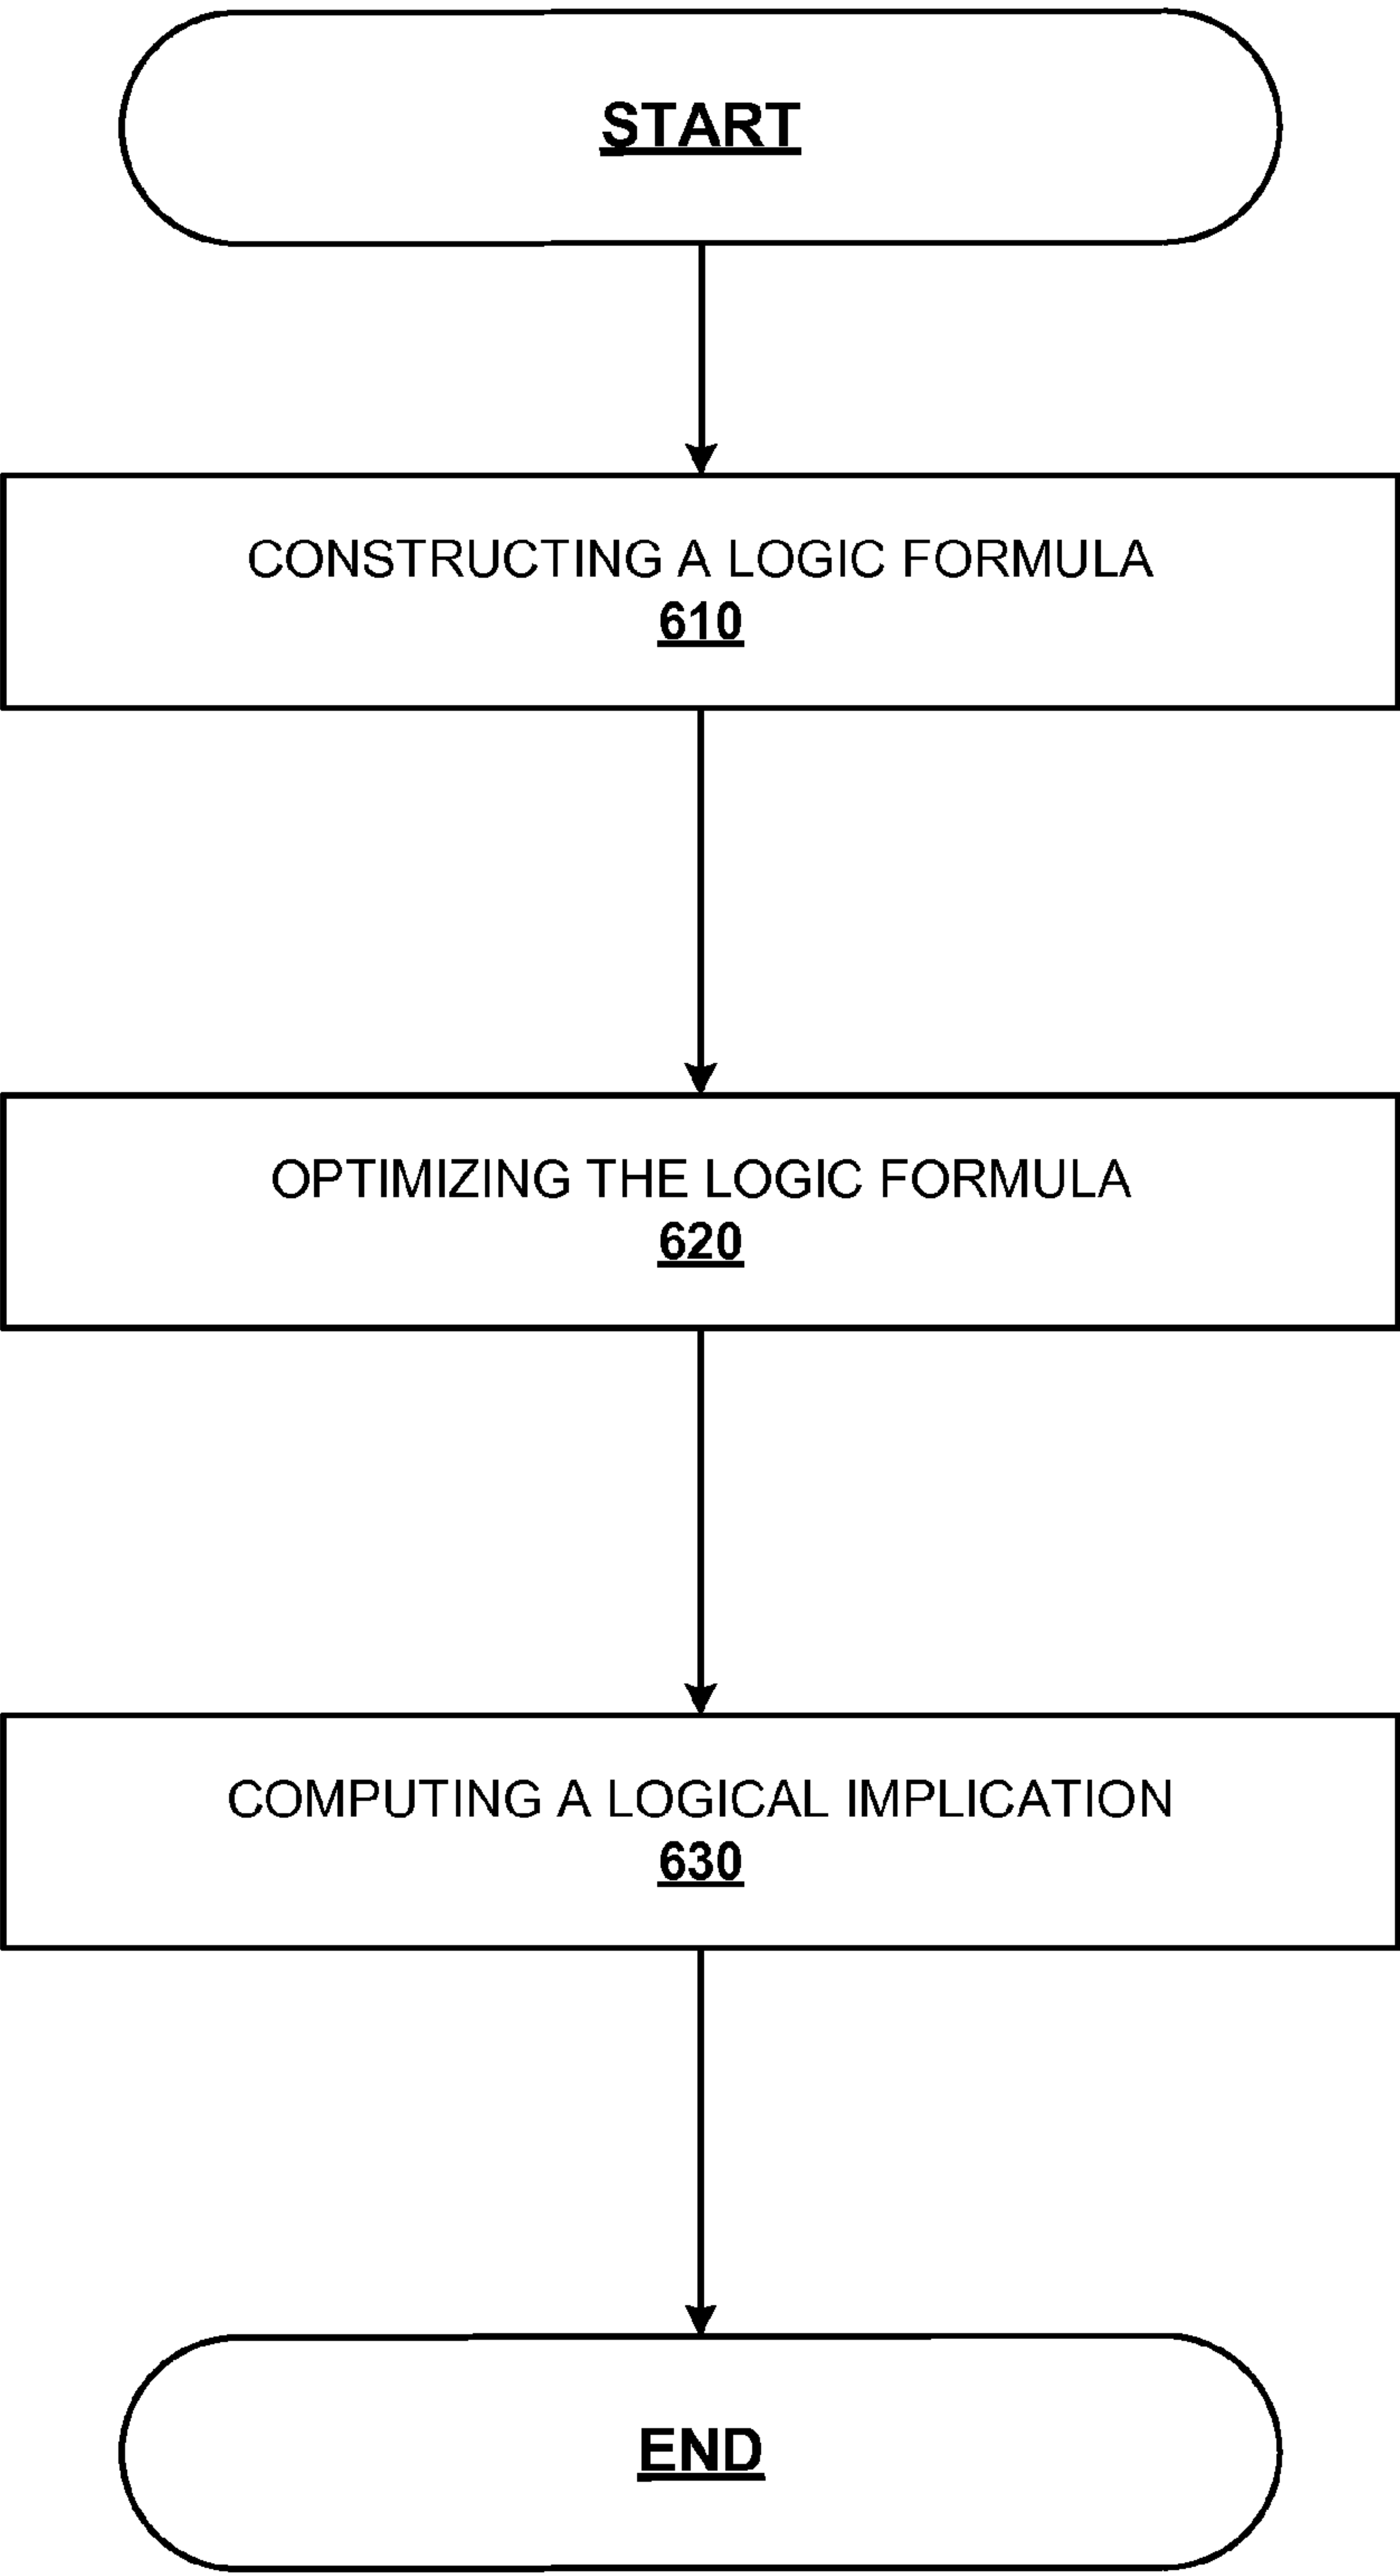 START
CONSTRUCTING A LOGIC FORMULA
610
OPTIMIZING THE LOGIC FORMULA
620
COMPUTING A LOGICAL IMPLICATION
630
END